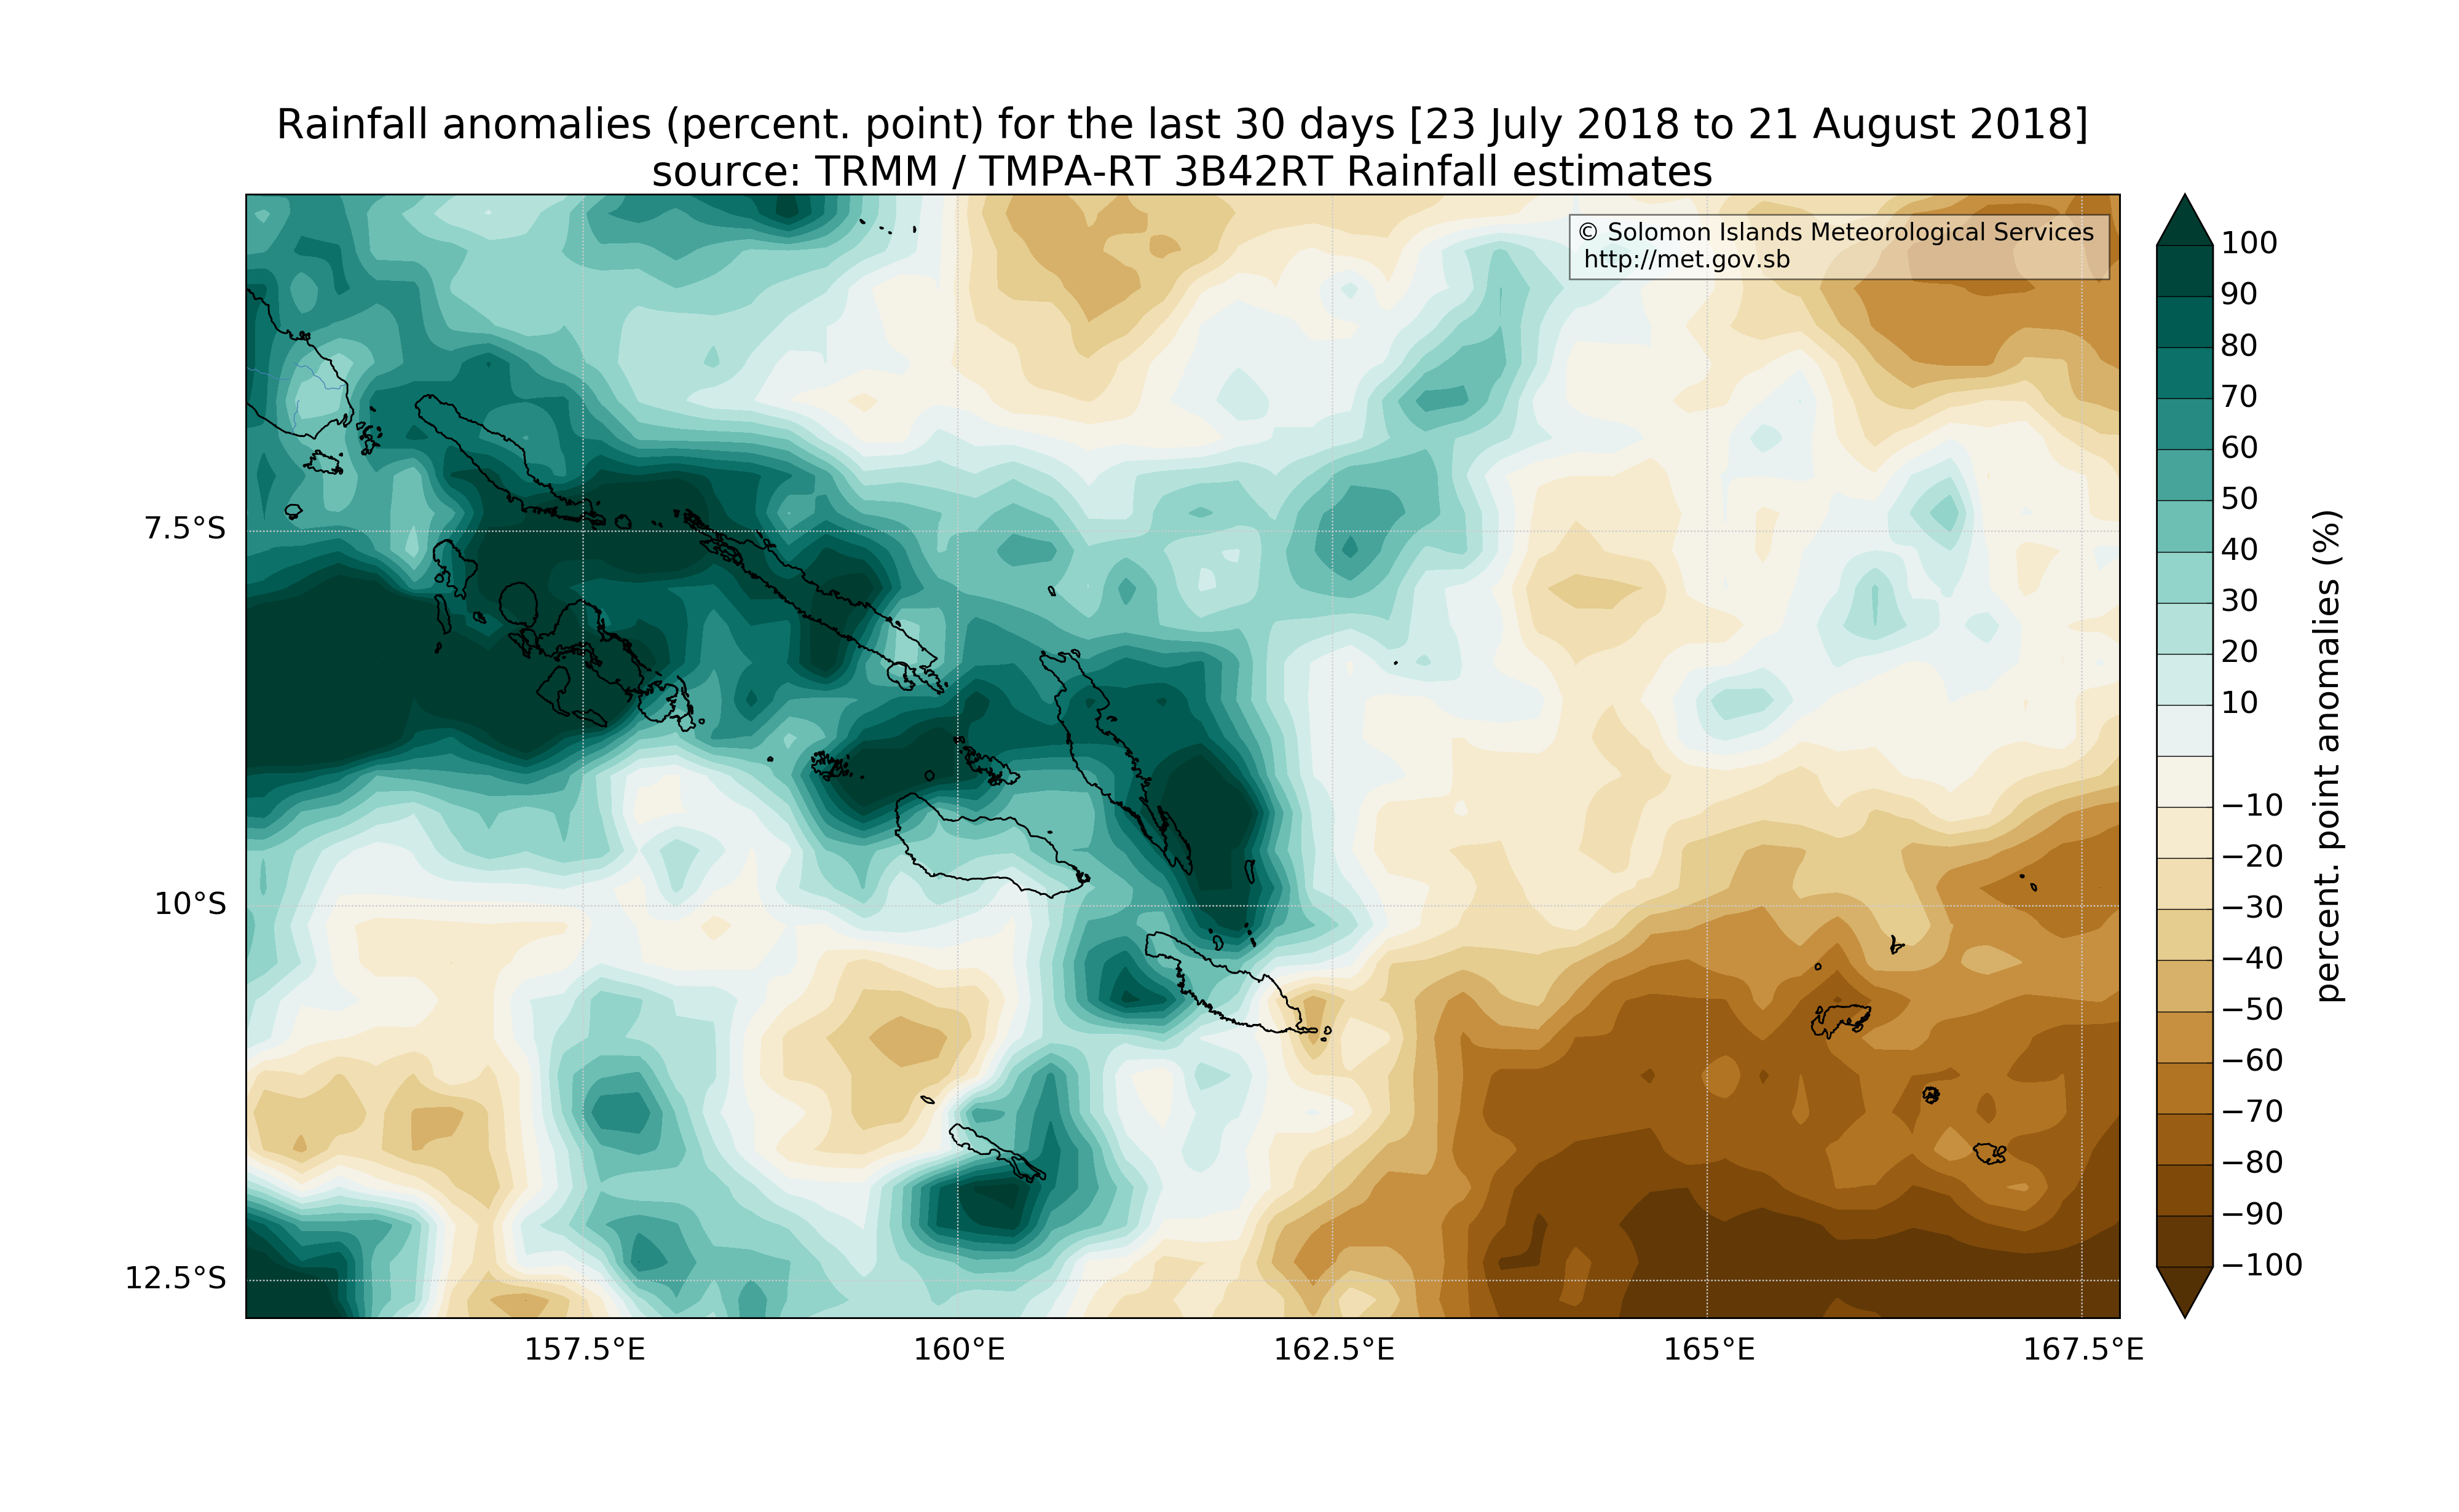 Rainfall anomalies (percent. point) for the last 30 days [23 July 2018 to 21 August 2018]
source: TRMM / TMPA-RT 3B42RT Rainfall estimates
© Solomon Islands Meteorological Services
http://met.gov.sb
7.5°S
10°S
12.5°S
157.5°E
160°E
162.5°E
165°E
167.5°E
100
90
80
70
60
50
40
30
20
10
−10
−20
−30
−40
−50
−60
−70
−80
−90
−100
percent. point anomalies (%)